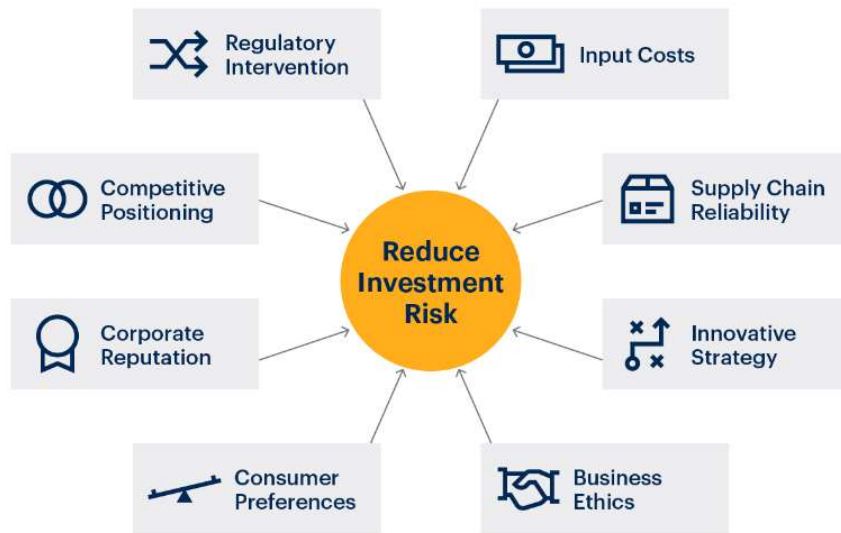 Regulatory
Intervention
Input Costs
Competitive
Positioning
Supply Chain
Reliability
Reduce
Investment
Risk
Corporate
Reputation
Innovative
Strategy
Consumer
Preferences
Business
Ethics